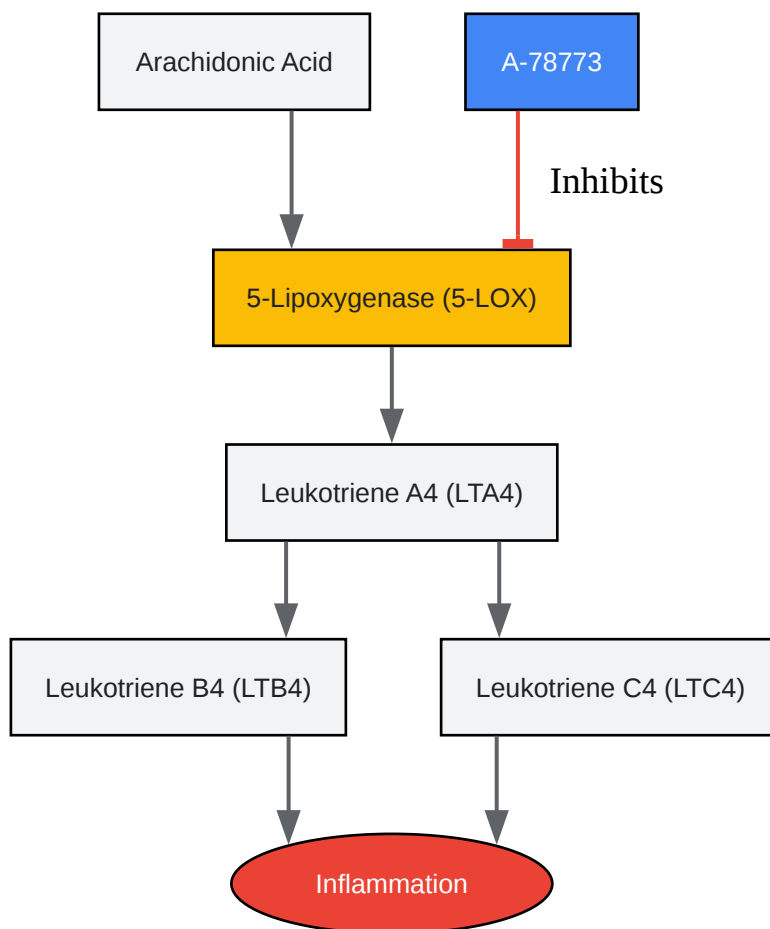 Arachidonic Acid
A-78773
Inhibits
5-Lipoxygenase (5-LOX)
Leukotriene A4 (LTA4)
Leukotriene B4 (LTB4)
Leukotriene C4 (LTC4)
Inflammation